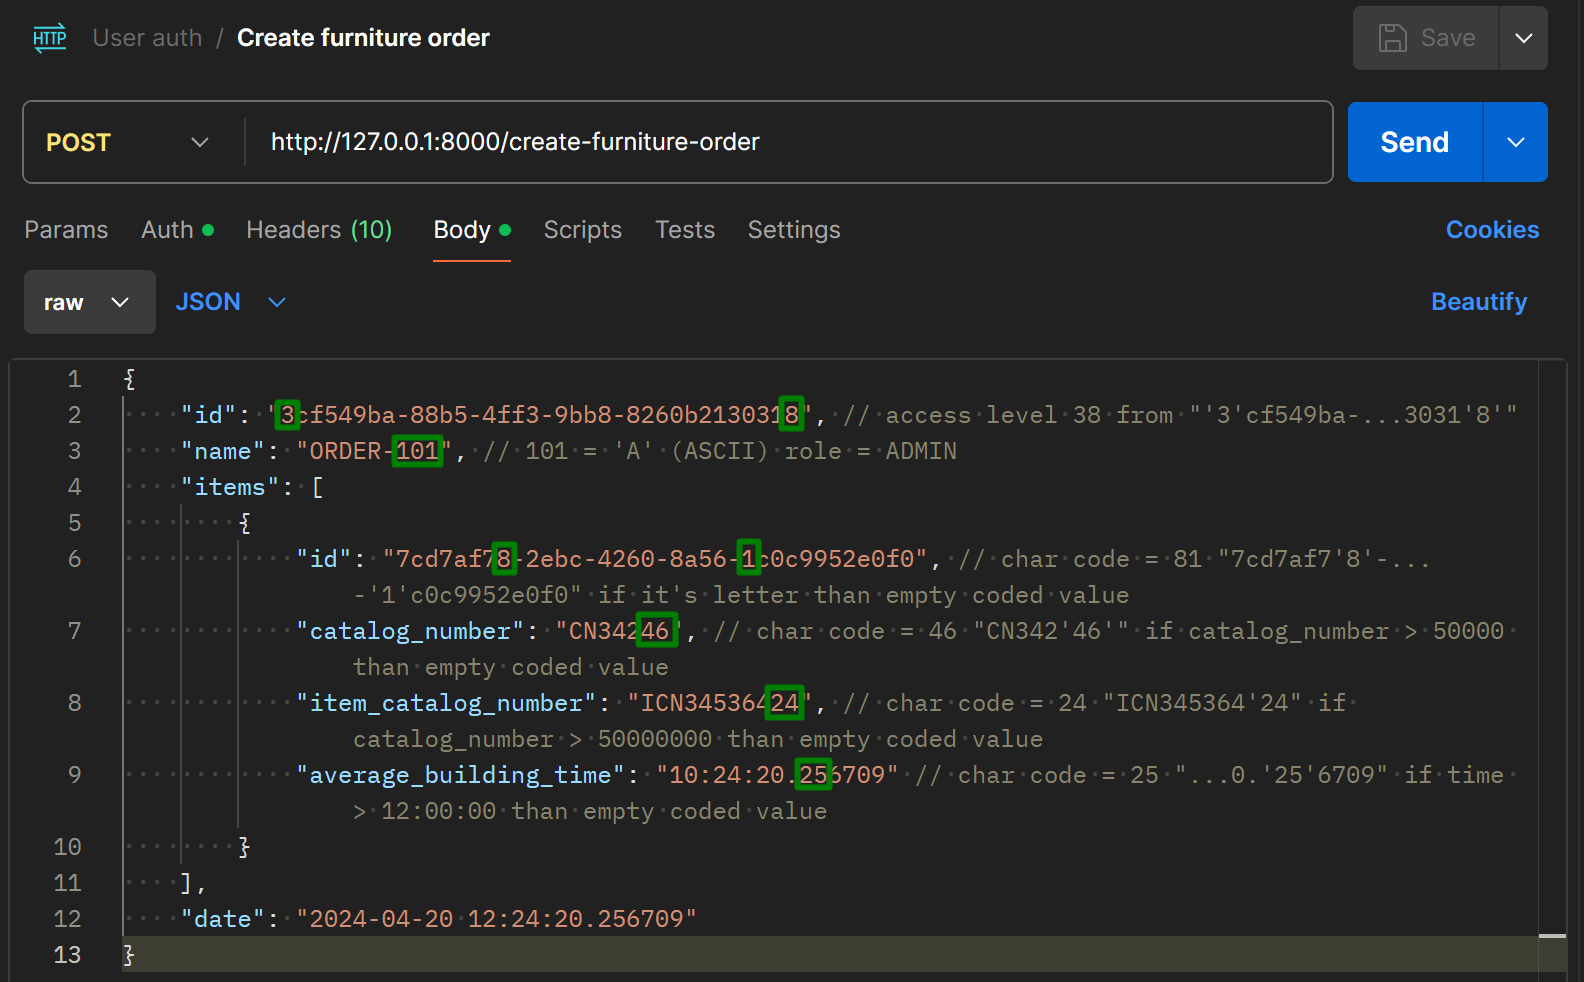 HTTP User auth / Create furniture order Save
POST http://127.0.0.1:8000/create-furniture-order Send
Params Auth Headers (10) Body Scripts Tests Settings Cookies
raw JSON Beautify
1 {
2 "id": "3cf549ba-88b5-4ff3-9bb8-8260b2130318", // access level 38 from "'3'cf549ba-...3031'8'"
3 "name": "ORDER-101", // 101 = 'A' (ASCII) role = ADMIN
4 "items": [
5 {
6 "id": "7cd7af78-2ebc-4260-8a56-1c0c9952e0f0", // char code = 81 "7cd7af7'8'-...
-'1'c0c9952e0f0" if it's letter than empty coded value
7 "catalog_number": "CN34246", // char code = 46 "CN342'46'" if catalog_number > 50000
than empty coded value
8 "item_catalog_number": "ICN34536424", // char code = 24 "ICN345364'24" if
catalog_number > 50000000 than empty coded value
9 "average_building_time": "10:24:20.256709" // char code = 25 "...0.'25'6709" if time
> 12:00:00 than empty coded value
10 }
11 ],
12 "date": "2024-04-20 12:24:20.256709"
13 }